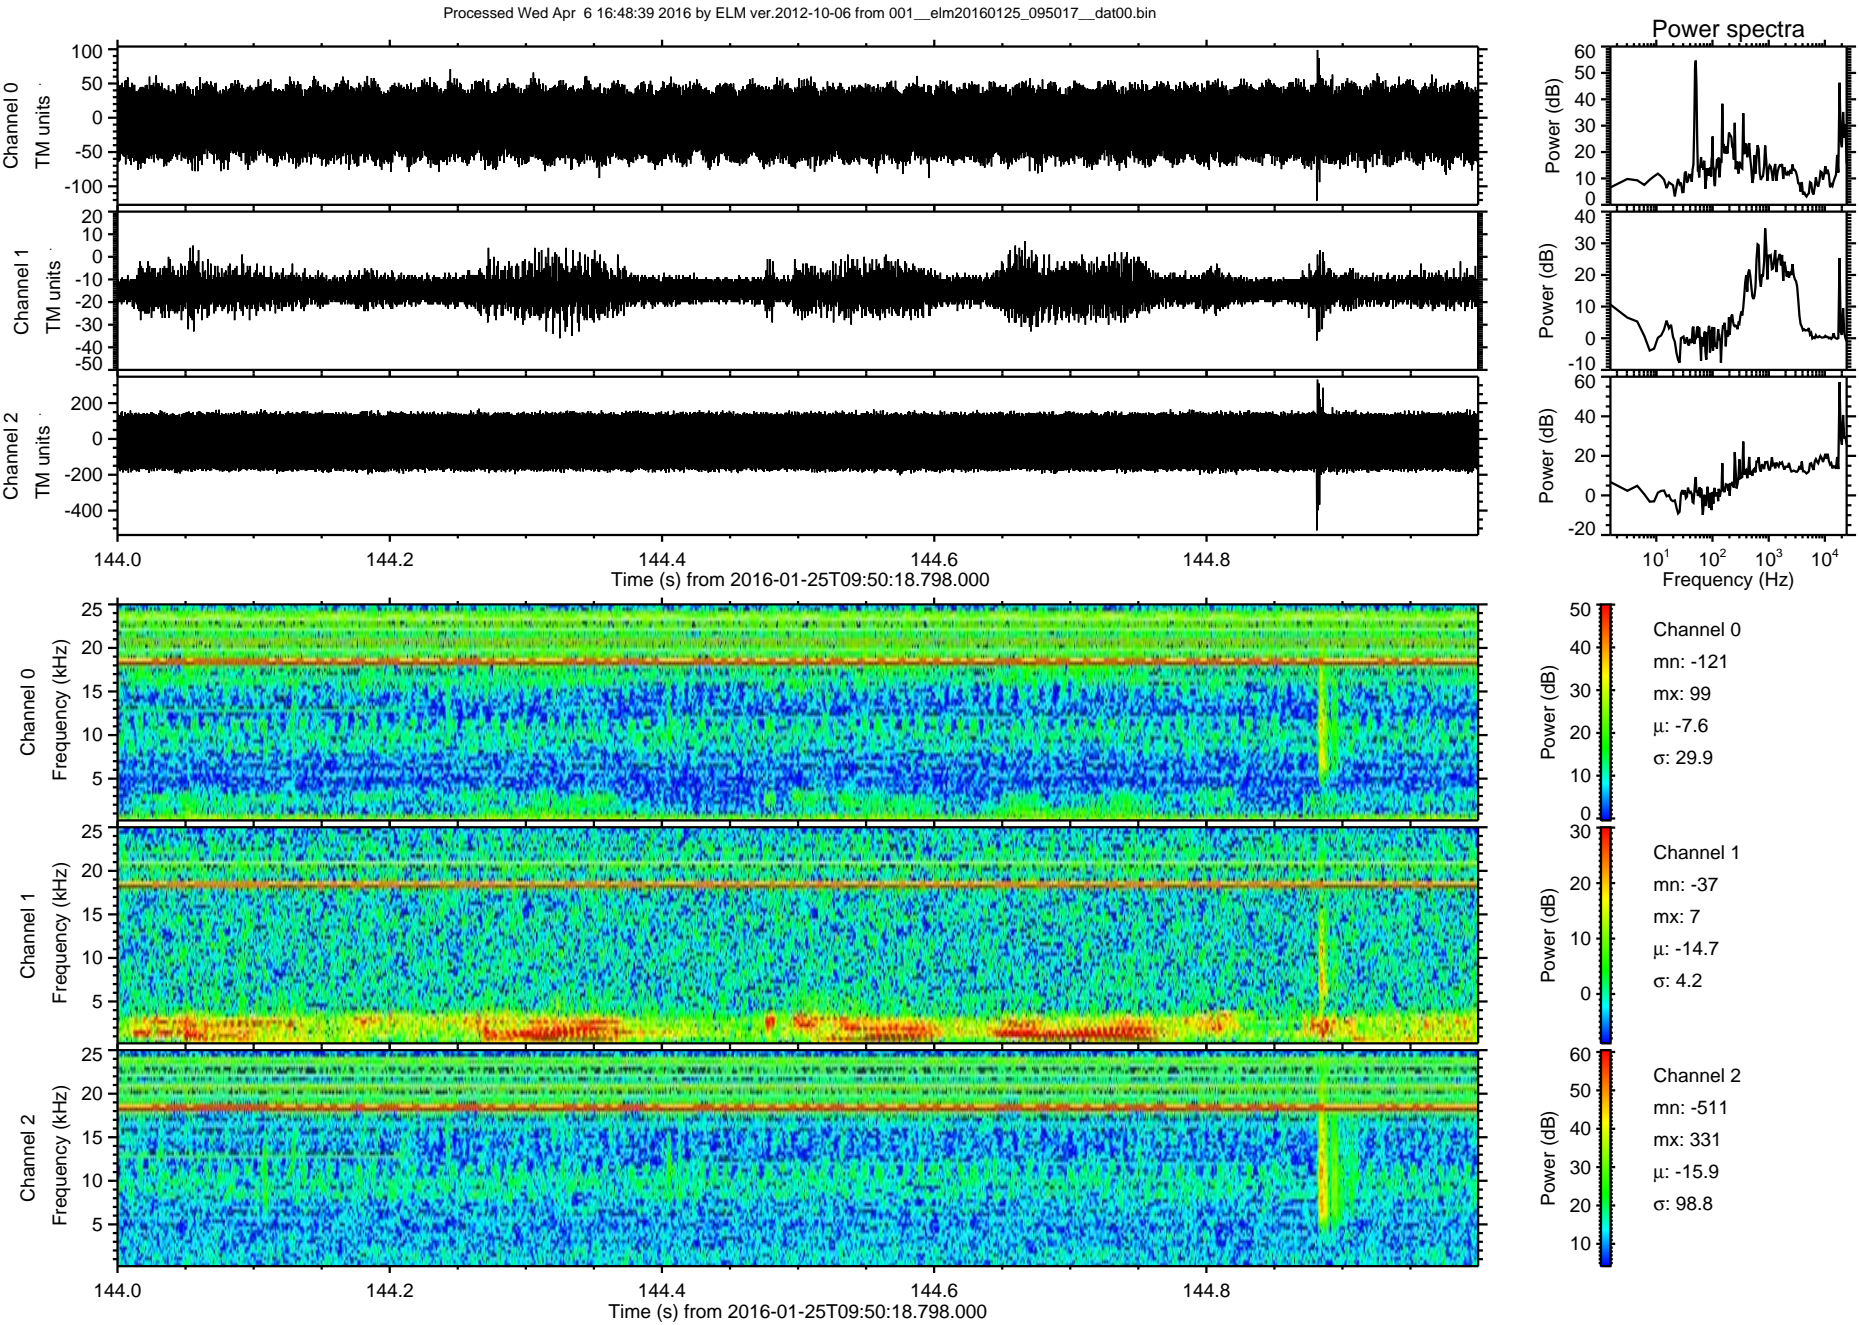 Processed Wed Apr  6 16:48:39 2016 by ELM ver.2012-10-06 from 001__elm20160125_095017__dat00.bin
Power spectra
Channel 0
TM units
100
50
0
-50
-100
Power (dB)
60
50
40
30
20
10
0
Channel 1
TM units
20
10
0
-10
-20
-30
-40
-50
Power (dB)
40
30
20
10
0
-10
Channel 2
TM units
200
0
-200
-400
Power (dB)
60
40
20
0
-20
144.0
144.2
144.4
144.6
144.8
Time (s) from 2016-01-25T09:50:18.798.000
10^1
10^2
10^3
10^4
Frequency (Hz)
Channel 0
Frequency (kHz)
25
20
15
10
5
Power (dB)
50
40
30
20
10
0
Channel 0
mn: -121
mx: 99
μ: -7.6
σ: 29.9
Channel 1
Frequency (kHz)
25
20
15
10
5
Power (dB)
30
20
10
0
Channel 1
mn: -37
mx: 7
μ: -14.7
σ: 4.2
Channel 2
Frequency (kHz)
25
20
15
10
5
Power (dB)
60
50
40
30
20
10
Channel 2
mn: -511
mx: 331
μ: -15.9
σ: 98.8
144.0
144.2
144.4
144.6
144.8
Time (s) from 2016-01-25T09:50:18.798.000